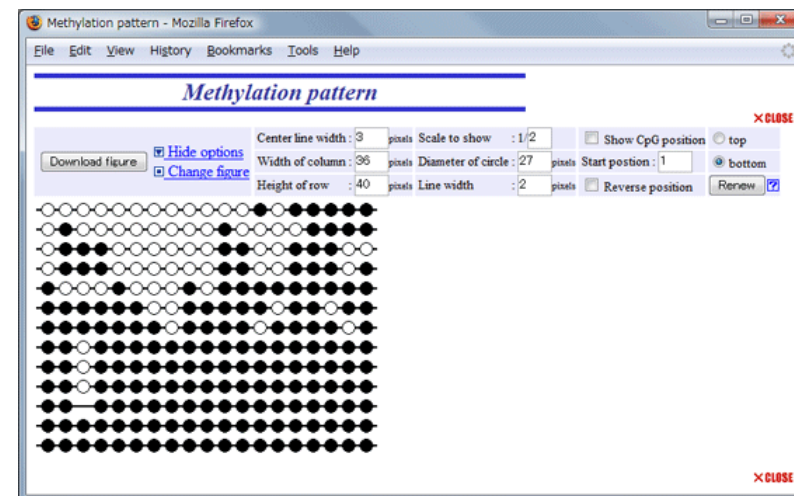 Methylation pattern - Mozilla Firefox
File Edit View History Bookmarks Tools Help
Methylation pattern
×CLOSE
Center line width : 3 pixels Scale to show : 1/2 Show CpG position top
Download figure Hide options Width of column : 36 pixels Diameter of circle : 27 pixels Start postion : 1 bottom
Change figure Height of row : 40 pixels Line width : 2 pixels Reverse position Renew ?
×CLOSE